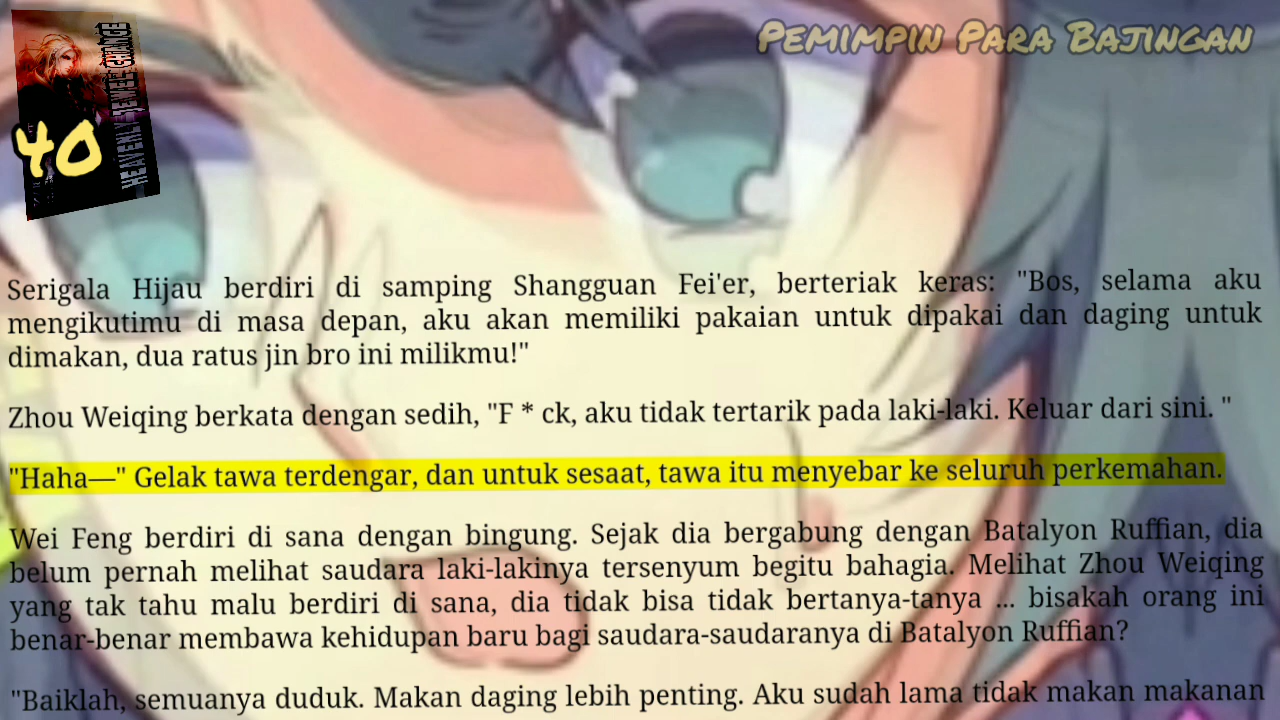 Pemimpin Para Bajingan
HEAVENLY JEWEL CHANGE
40
Serigala Hijau berdiri di samping Shangguan Fei'er, berteriak keras: "Bos, selama aku
mengikutimu di masa depan, aku akan memiliki pakaian untuk dipakai dan daging untuk
dimakan, dua ratus jin bro ini milikmu!"
Zhou Weiqing berkata dengan sedih, "F * ck, aku tidak tertarik pada laki-laki. Keluar dari sini. "
"Haha—" Gelak tawa terdengar, dan untuk sesaat, tawa itu menyebar ke seluruh perkemahan.
Wei Feng berdiri di sana dengan bingung. Sejak dia bergabung dengan Batalyon Ruffian, dia
belum pernah melihat saudara laki-lakinya tersenyum begitu bahagia. Melihat Zhou Weiqing
yang tak tahu malu berdiri di sana, dia tidak bisa tidak bertanya-tanya ... bisakah orang ini
benar-benar membawa kehidupan baru bagi saudara-saudaranya di Batalyon Ruffian?
"Baiklah, semuanya duduk. Makan daging lebih penting. Aku sudah lama tidak makan makanan